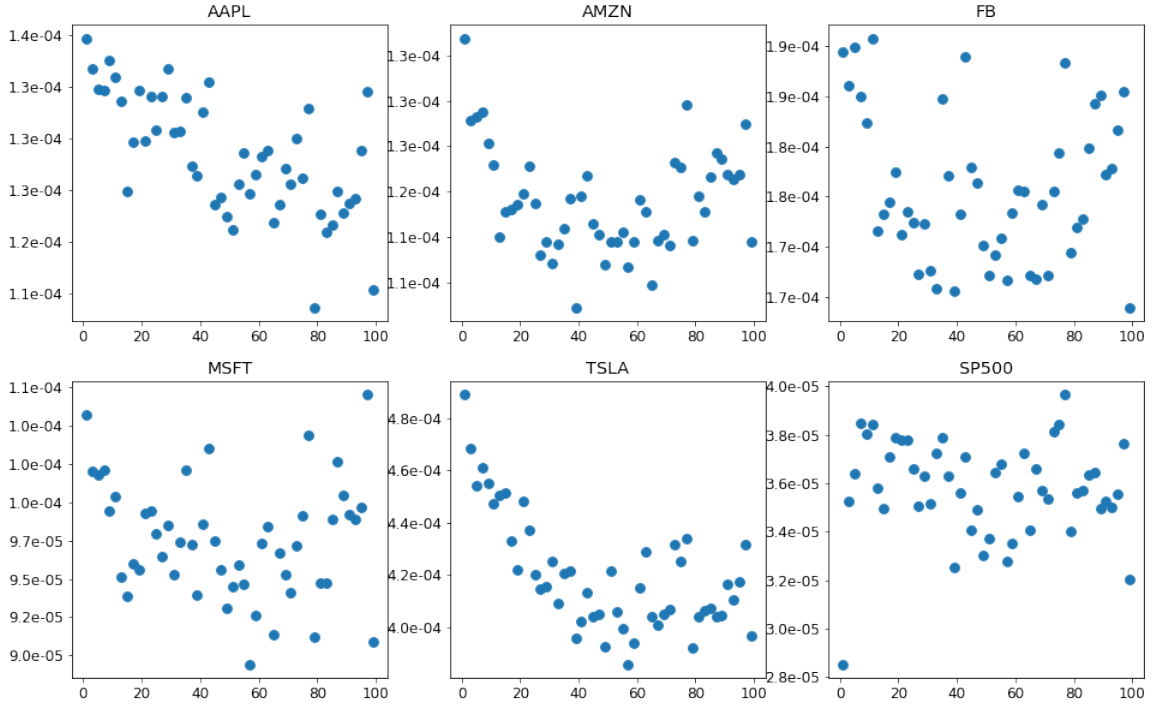 AAPL
1.4e-04
1.3e-04
1.3e-04
1.3e-04
1.2e-04
1.1e-04
0 20 40 60 80 100
AMZN
1.3e-04
1.3e-04
1.3e-04
1.2e-04
1.1e-04
1.1e-04
0 20 40 60 80 100
FB
1.9e-04
1.9e-04
1.8e-04
1.8e-04
1.7e-04
1.7e-04
0 20 40 60 80 100
MSFT
1.1e-04
1.0e-04
1.0e-04
1.0e-04
9.7e-05
9.5e-05
9.2e-05
9.0e-05
0 20 40 60 80 100
TSLA
4.8e-04
4.6e-04
4.4e-04
4.2e-04
4.0e-04
0 20 40 60 80 100
SP500
4.0e-05
3.8e-05
3.6e-05
3.4e-05
3.2e-05
3.0e-05
2.8e-05
0 20 40 60 80 100